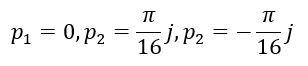 p₁ = 0, p₂ = π/16 j, p₂ = −π/16 j